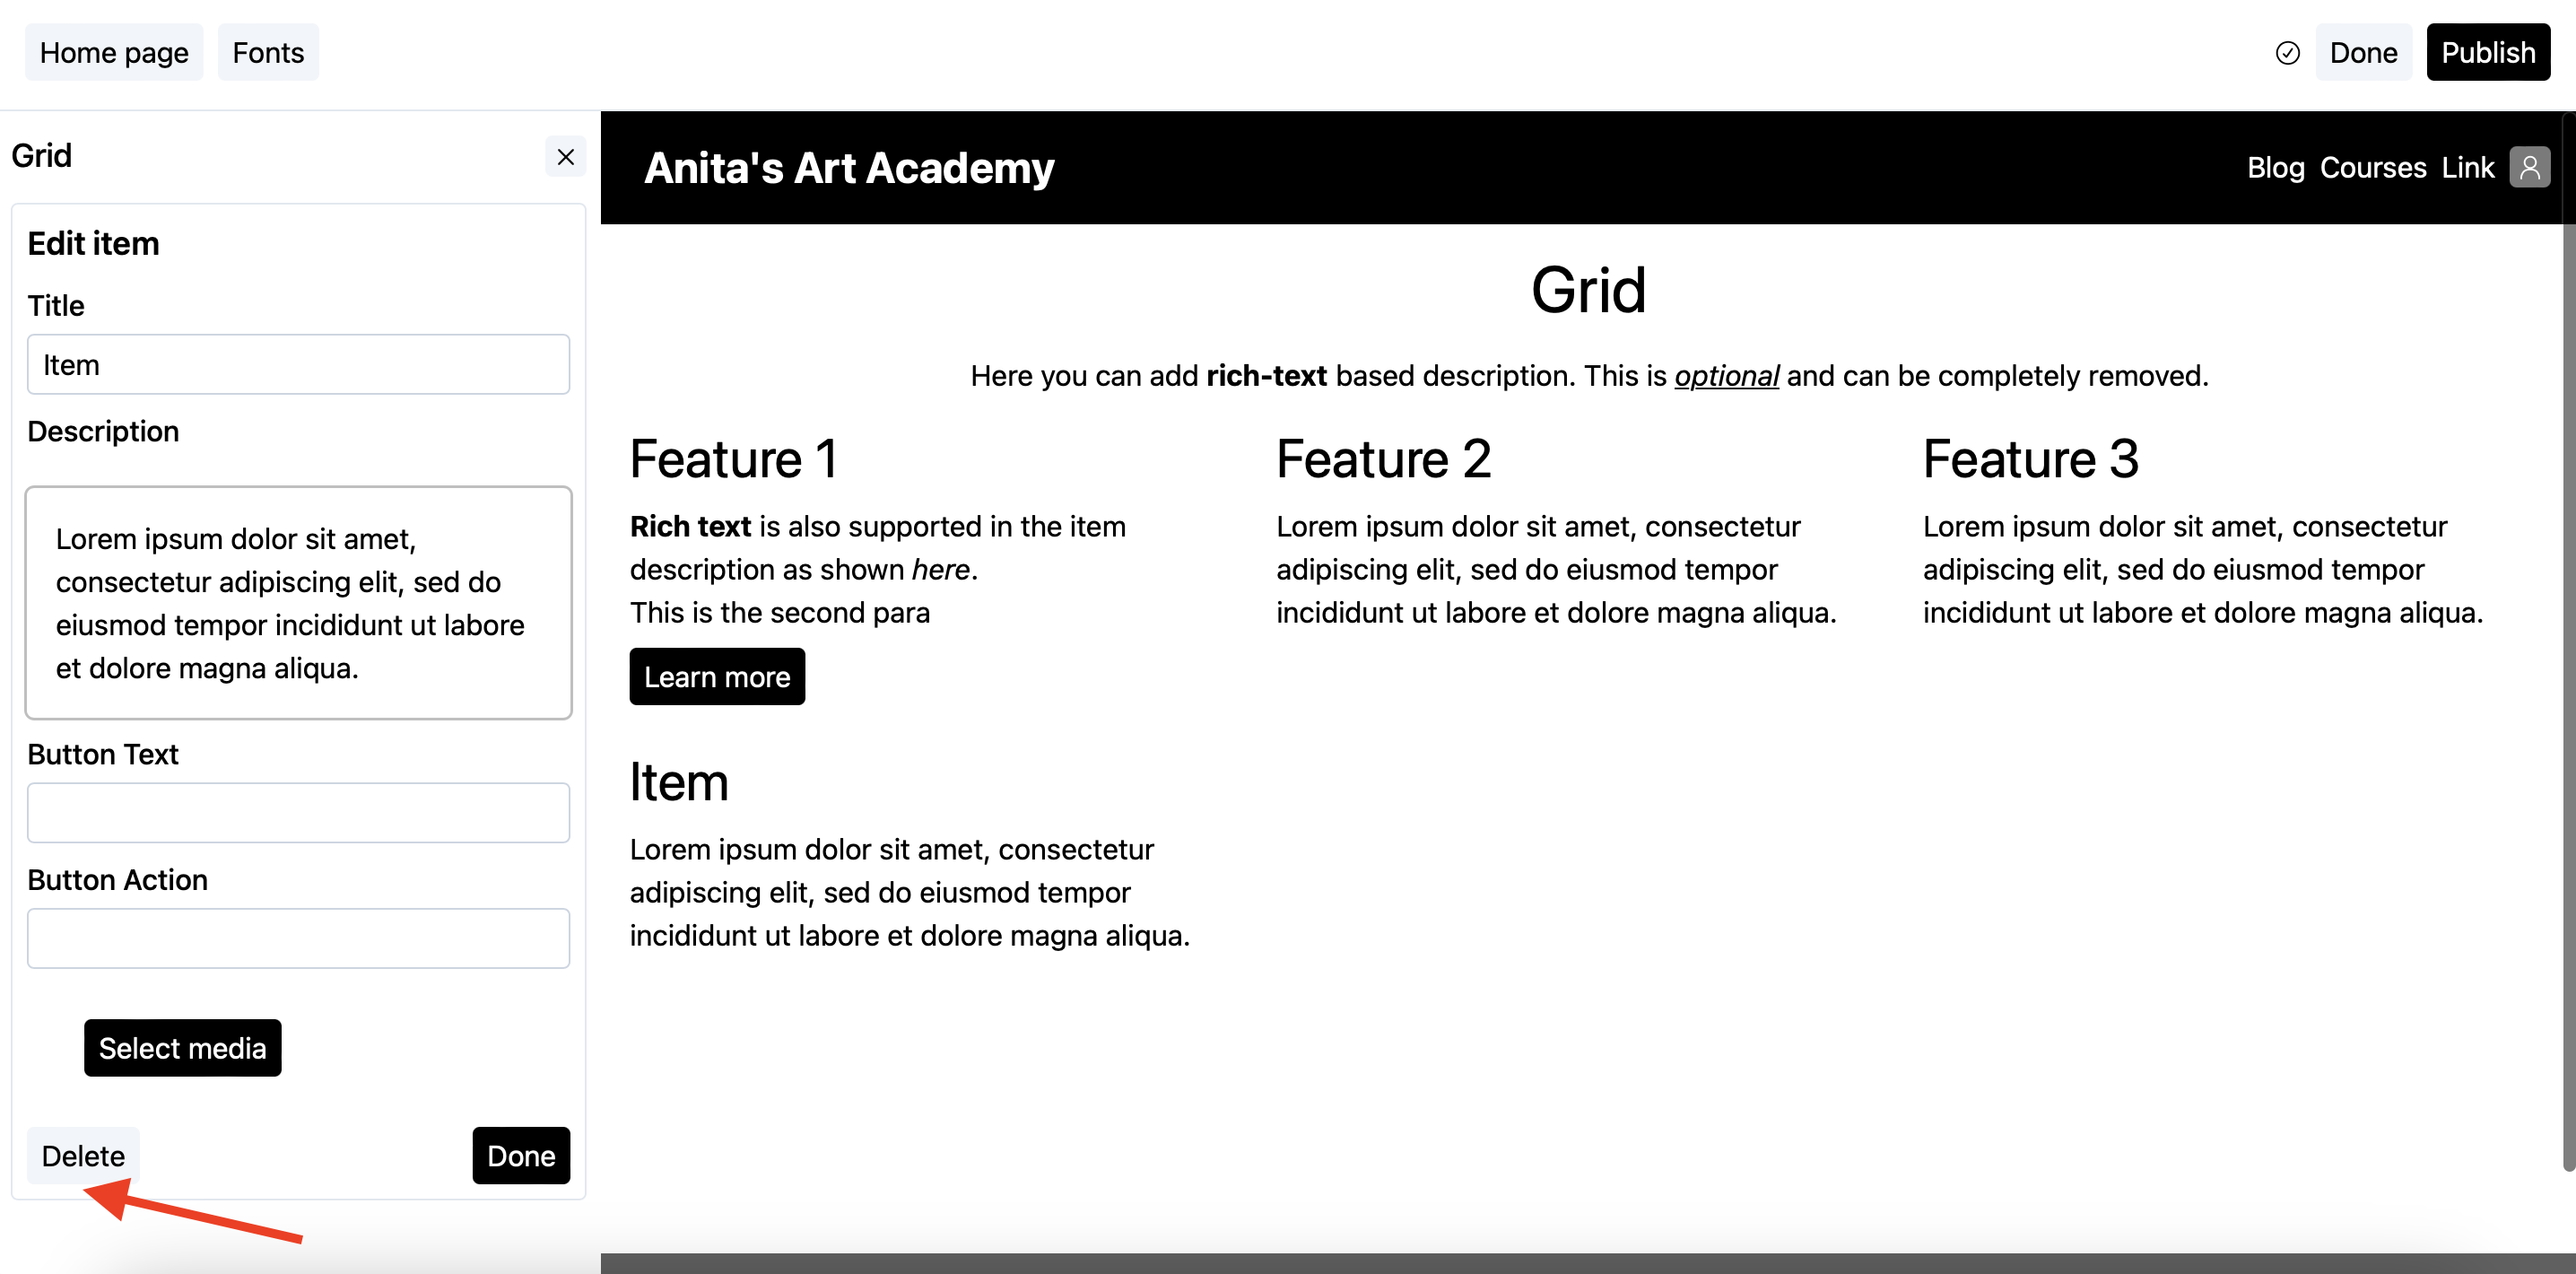 Home page Fonts Done Publish
Grid
Edit item
Title
Item
Description
Lorem ipsum dolor sit amet,
consectetur adipiscing elit, sed do
eiusmod tempor incididunt ut labore
et dolore magna aliqua.
Button Text
Button Action
Select media
Delete Done
Anita's Art Academy Blog Courses Link
Grid
Here you can add rich-text based description. This is optional and can be completely removed.
Feature 1
Rich text is also supported in the item
description as shown here.
This is the second para
Learn more
Feature 2
Lorem ipsum dolor sit amet, consectetur
adipiscing elit, sed do eiusmod tempor
incididunt ut labore et dolore magna aliqua.
Feature 3
Lorem ipsum dolor sit amet, consectetur
adipiscing elit, sed do eiusmod tempor
incididunt ut labore et dolore magna aliqua.
Item
Lorem ipsum dolor sit amet, consectetur
adipiscing elit, sed do eiusmod tempor
incididunt ut labore et dolore magna aliqua.